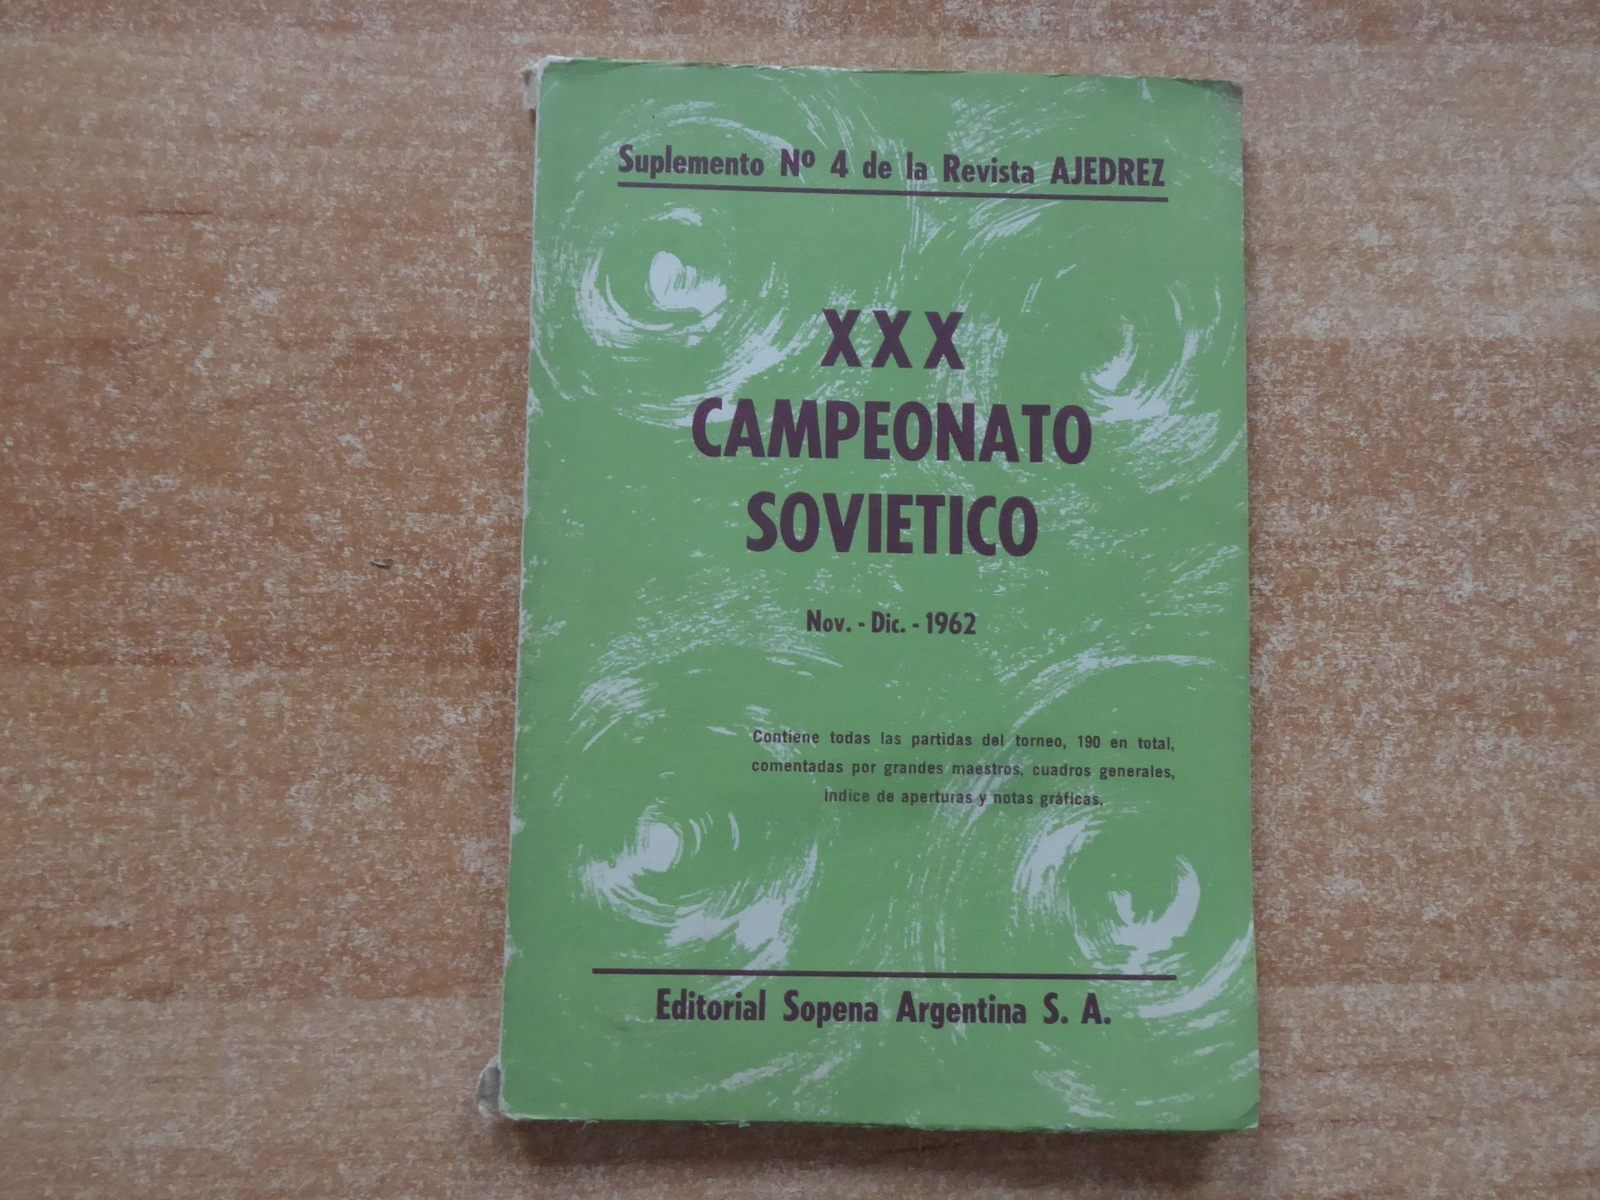 Suplemento Nº 4 de la Revista AJEDREZ
XXX
CAMPEONATO
SOVIETICO
Nov. - Dic. - 1962
Contiene todas las partidas del torneo, 190 en total,
comentadas por grandes maestros, cuadros generales,
índice de aperturas y notas gráficas.
Editorial Sopena Argentina S. A.